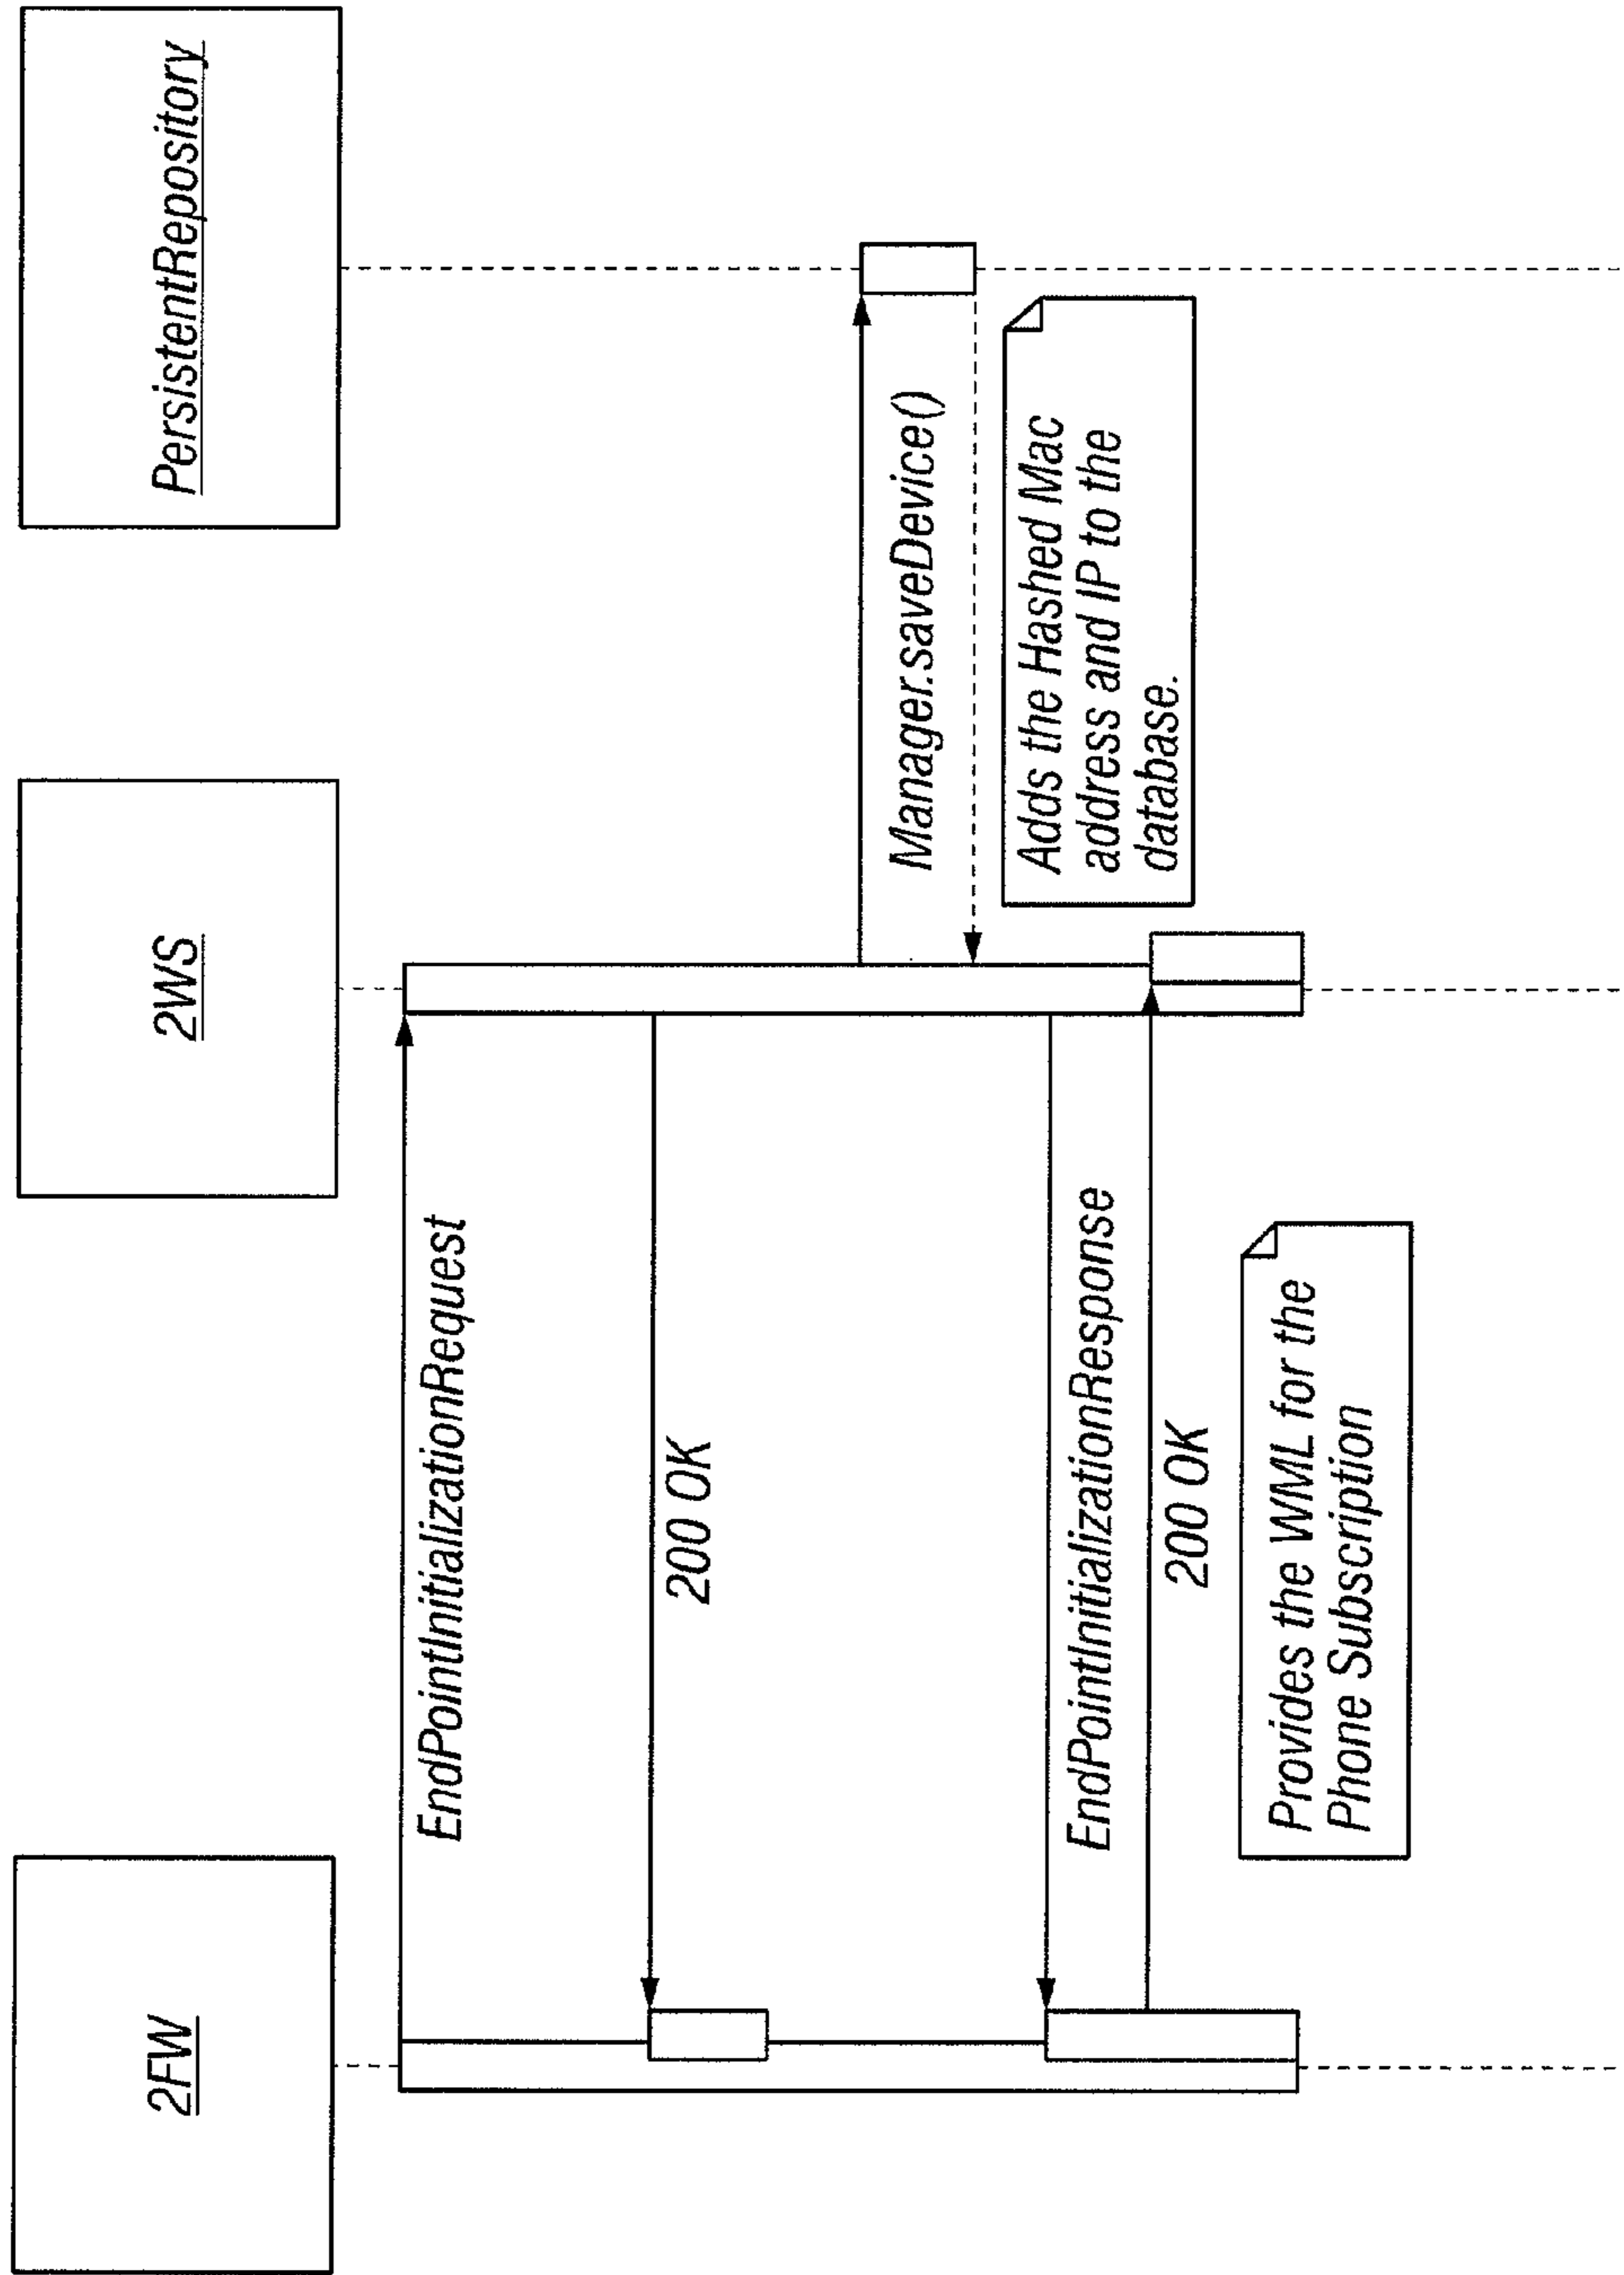 2FW
2WS
PersistentRepository
EndPointInitializationRequest
200 OK
Manager.saveDevice()
Adds the Hashed Mac
address and IP to the
database.
EndPointInitializationResponse
200 OK
Provides the WML for the
Phone Subscription